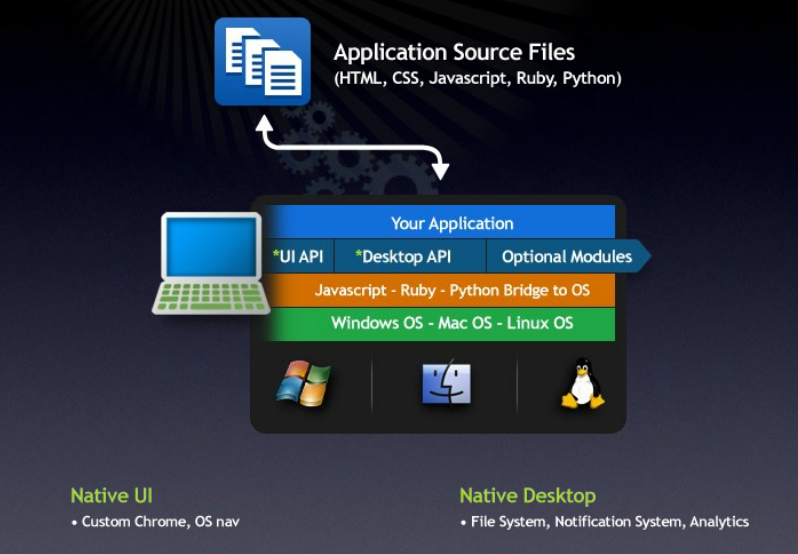 Application Source Files
(HTML, CSS, Javascript, Ruby, Python)
Your Application
*UI API *Desktop API Optional Modules
Javascript - Ruby - Python Bridge to OS
Windows OS - Mac OS - Linux OS
Native UI
• Custom Chrome, OS nav
Native Desktop
• File System, Notification System, Analytics